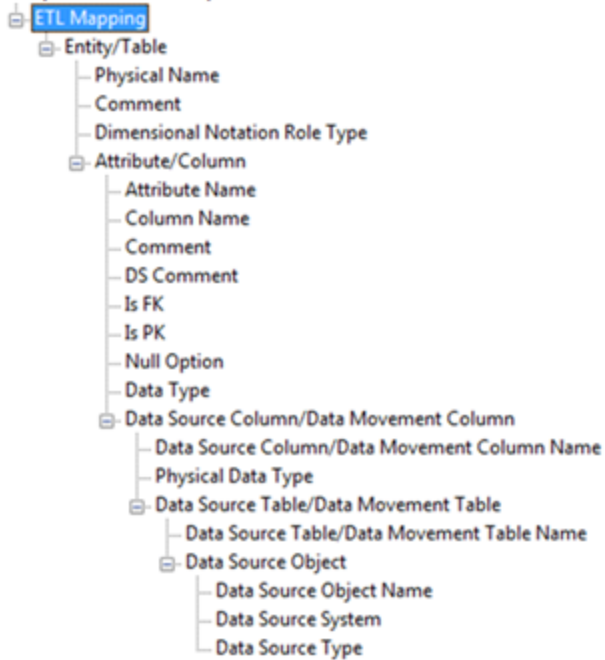 ETL Mapping
Entity/Table
Physical Name
Comment
Dimensional Notation Role Type
Attribute/Column
Attribute Name
Column Name
Comment
DS Comment
Is FK
Is PK
Null Option
Data Type
Data Source Column/Data Movement Column
Data Source Column/Data Movement Column Name
Physical Data Type
Data Source Table/Data Movement Table
Data Source Table/Data Movement Table Name
Data Source Object
Data Source Object Name
Data Source System
Data Source Type